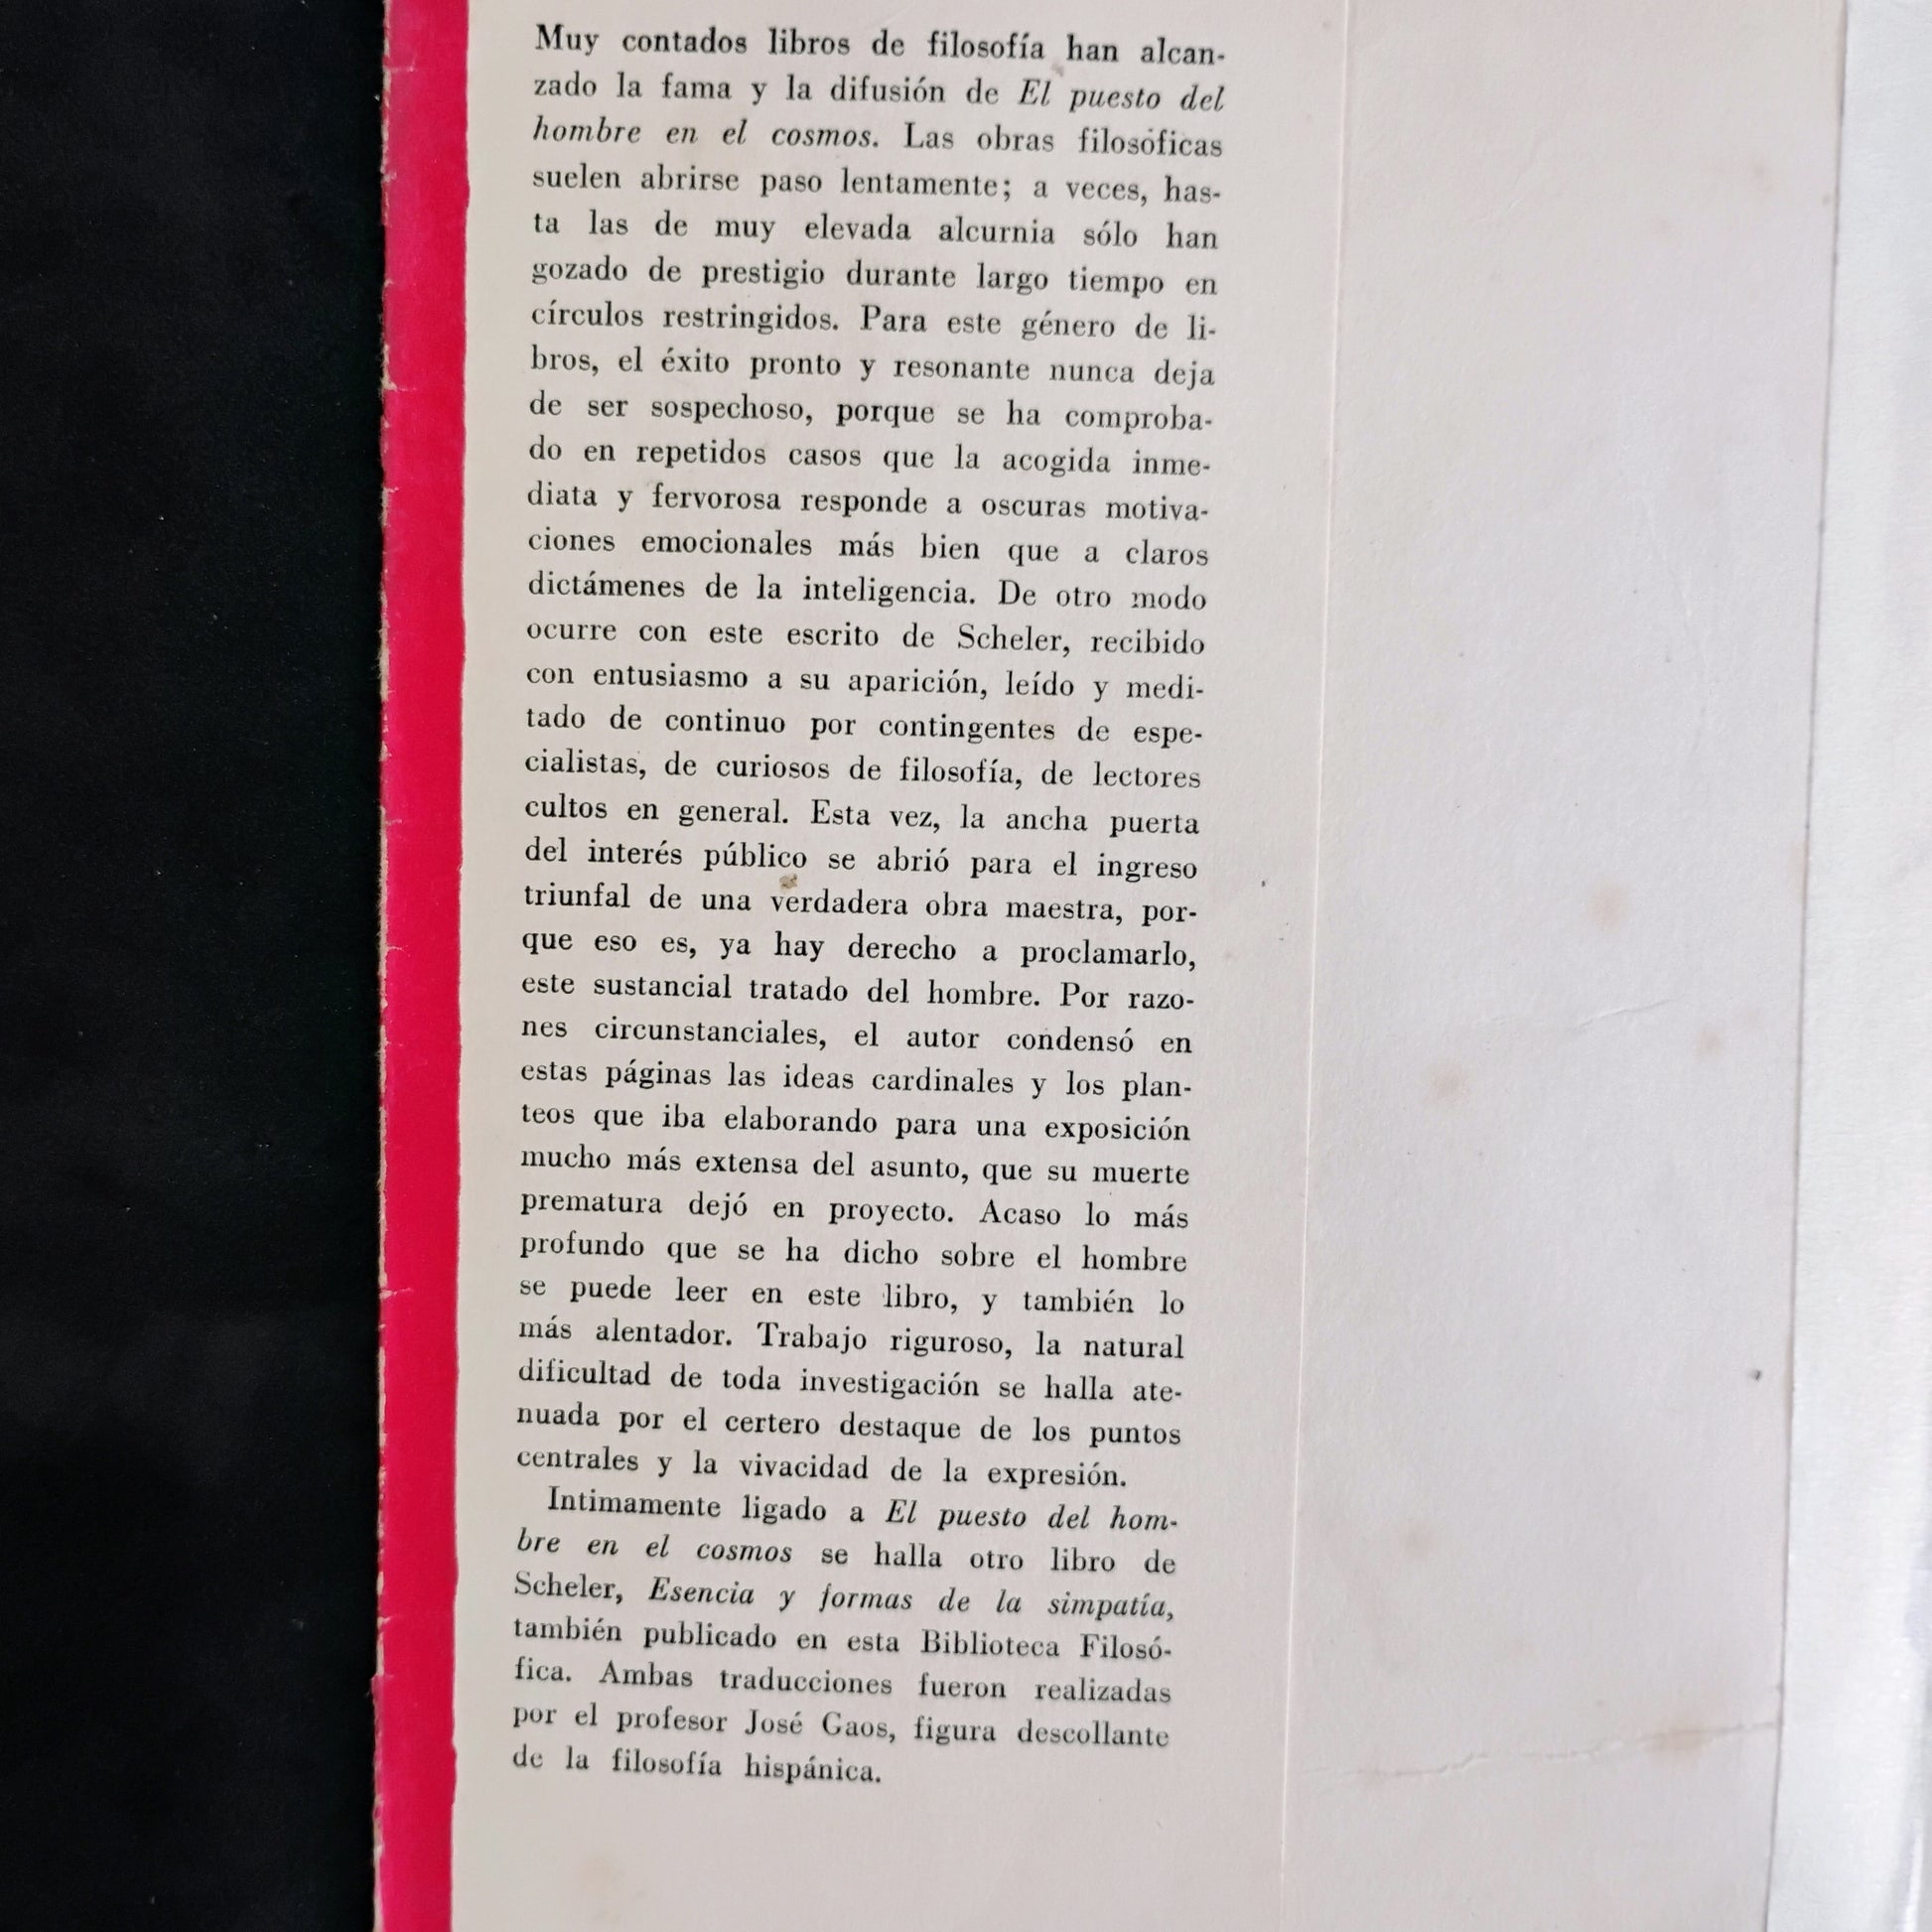 Muy contados libros de filosofía han alcan-
zado la fama y la difusión de El puesto del
hombre en el cosmos. Las obras filosóficas
suelen abrirse paso lentamente; a veces, has-
ta las de muy elevada alcurnia sólo han
gozado de prestigio durante largo tiempo en
círculos restringidos. Para este género de li-
bros, el éxito pronto y resonante nunca deja
de ser sospechoso, porque se ha comproba-
do en repetidos casos que la acogida inme-
diata y fervorosa responde a oscuras motiva-
ciones emocionales más bien que a claros
dictámenes de la inteligencia. De otro modo
ocurre con este escrito de Scheler, recibido
con entusiasmo a su aparición, leído y medi-
tado de continuo por contingentes de espe-
cialistas, de curiosos de filosofía, de lectores
cultos en general. Esta vez, la ancha puerta
del interés público se abrió para el ingreso
triunfal de una verdadera obra maestra, por-
que eso es, ya hay derecho a proclamarlo,
este sustancial tratado del hombre. Por razo-
nes circunstanciales, el autor condensó en
estas páginas las ideas cardinales y los plan-
teos que iba elaborando para una exposición
mucho más extensa del asunto, que su muerte
prematura dejó en proyecto. Acaso lo más
profundo que se ha dicho sobre el hombre
se puede leer en este libro, y también lo
más alentador. Trabajo riguroso, la natural
dificultad de toda investigación se halla ate-
nuada por el certero destaque de los puntos
centrales y la vivacidad de la expresión.
Intimamente ligado a El puesto del hom-
bre en el cosmos se halla otro libro de
Scheler, Esencia y formas de la simpatía,
también publicado en esta Biblioteca Filosó-
fica. Ambas traducciones fueron realizadas
por el profesor José Gaos, figura descollante
de la filosofía hispánica.